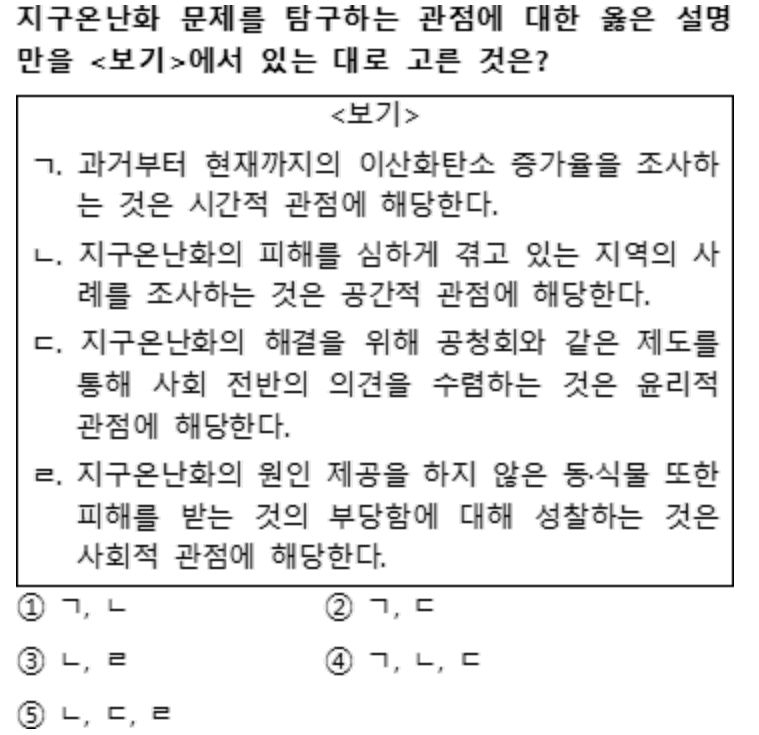 지구온난화 문제를 탐구하는 관점에 대한 옳은 설명
만을 <보기>에서 있는 대로 고른 것은?
<보기>
ㄱ. 과거부터 현재까지의 이산화탄소 증가율을 조사하
는 것은 시간적 관점에 해당한다.
ㄴ. 지구온난화의 피해를 심하게 겪고 있는 지역의 사
례를 조사하는 것은 공간적 관점에 해당한다.
ㄷ. 지구온난화의 해결을 위해 공청회와 같은 제도를
통해 사회 전반의 의견을 수렴하는 것은 윤리적
관점에 해당한다.
ㄹ. 지구온난화의 원인 제공을 하지 않은 동·식물 또한
피해를 받는 것의 부당함에 대해 성찰하는 것은
사회적 관점에 해당한다.
① ㄱ, ㄴ ② ㄱ, ㄷ
③ ㄴ, ㄹ ④ ㄱ, ㄴ, ㄷ
⑤ ㄴ, ㄷ, ㄹ